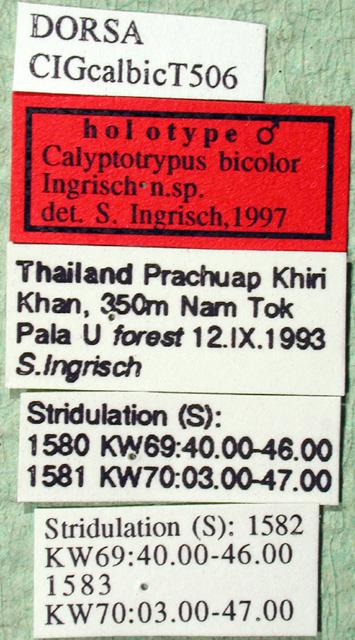 DORSA
CIGcalbicT506
holotype ♂
Calyptotrypus bicolor
Ingrisch n.sp.
det. S. Ingrisch,1997
Thailand Prachuap Khiri
Khan, 350m Nam Tok
Pala U forest 12.IX.1993
S.Ingrisch
Stridulation (S):
1580 KW69:40.00-46.00
1581 KW70:03.00-47.00
Stridulation (S): 1582
KW69:40.00-46.00
1583
KW70:03.00-47.00